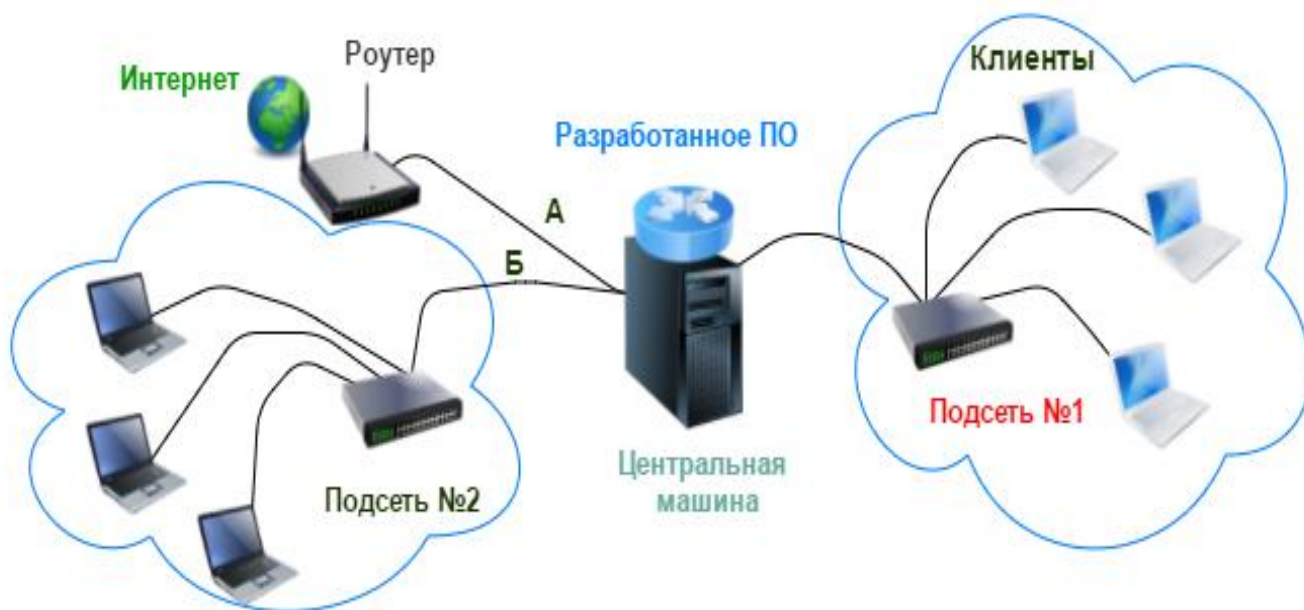 Роутер
Интернет
Клиенты
Разработанное ПО
А
Б
Подсеть №1
Центральная
машина
Подсеть №2